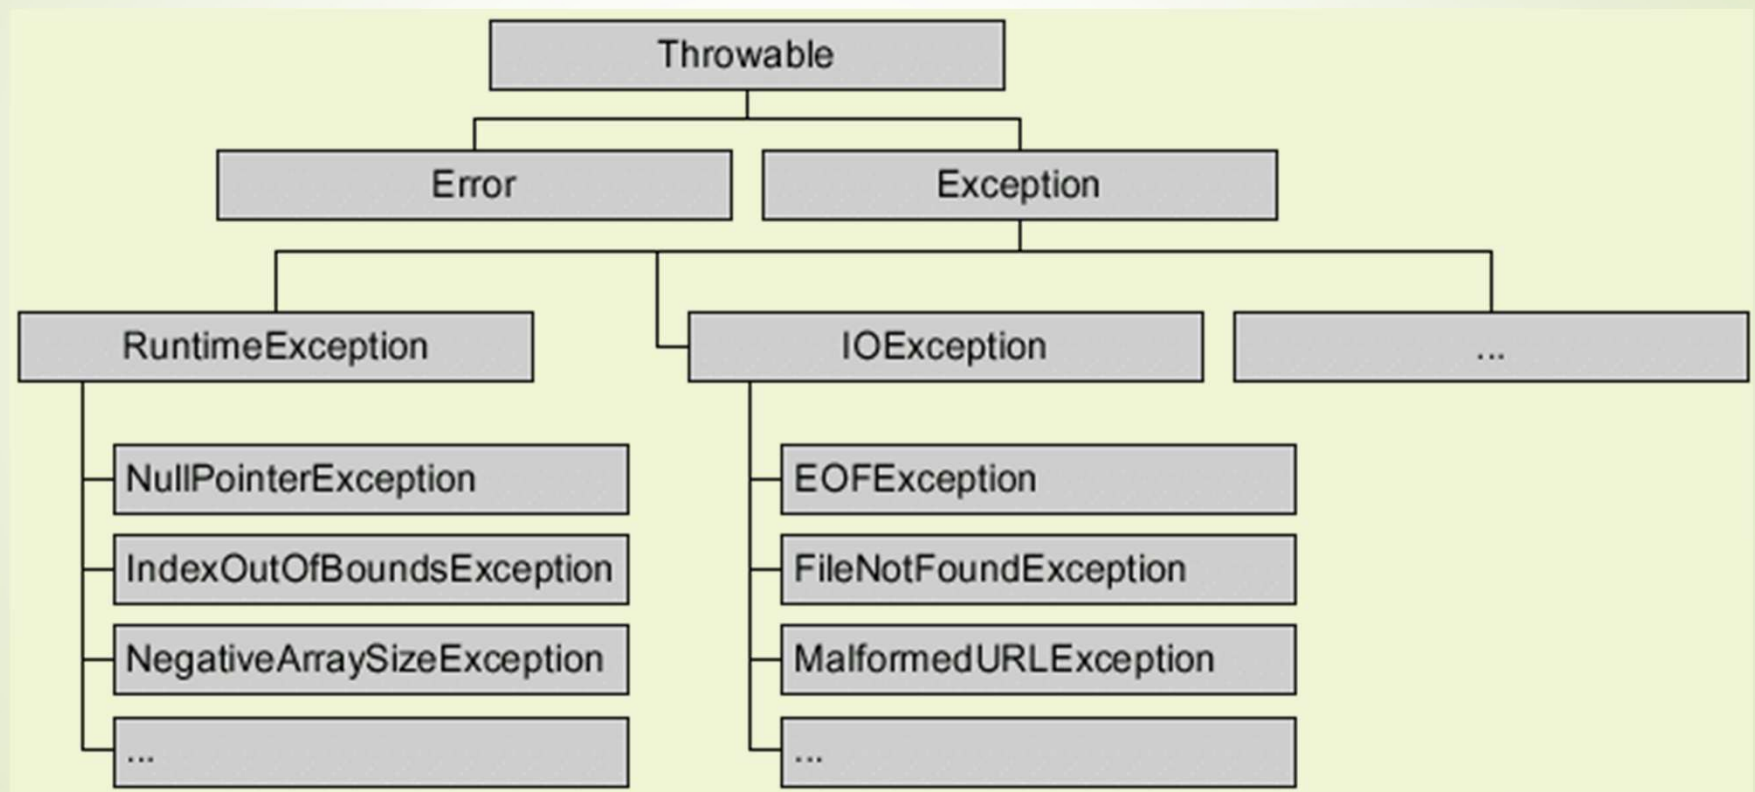 Throwable
Error
Exception
RuntimeException
IOException
...
NullPointerException
IndexOutOfBoundsException
NegativeArraySizeException
...
EOFException
FileNotFoundException
MalformedURLException
...